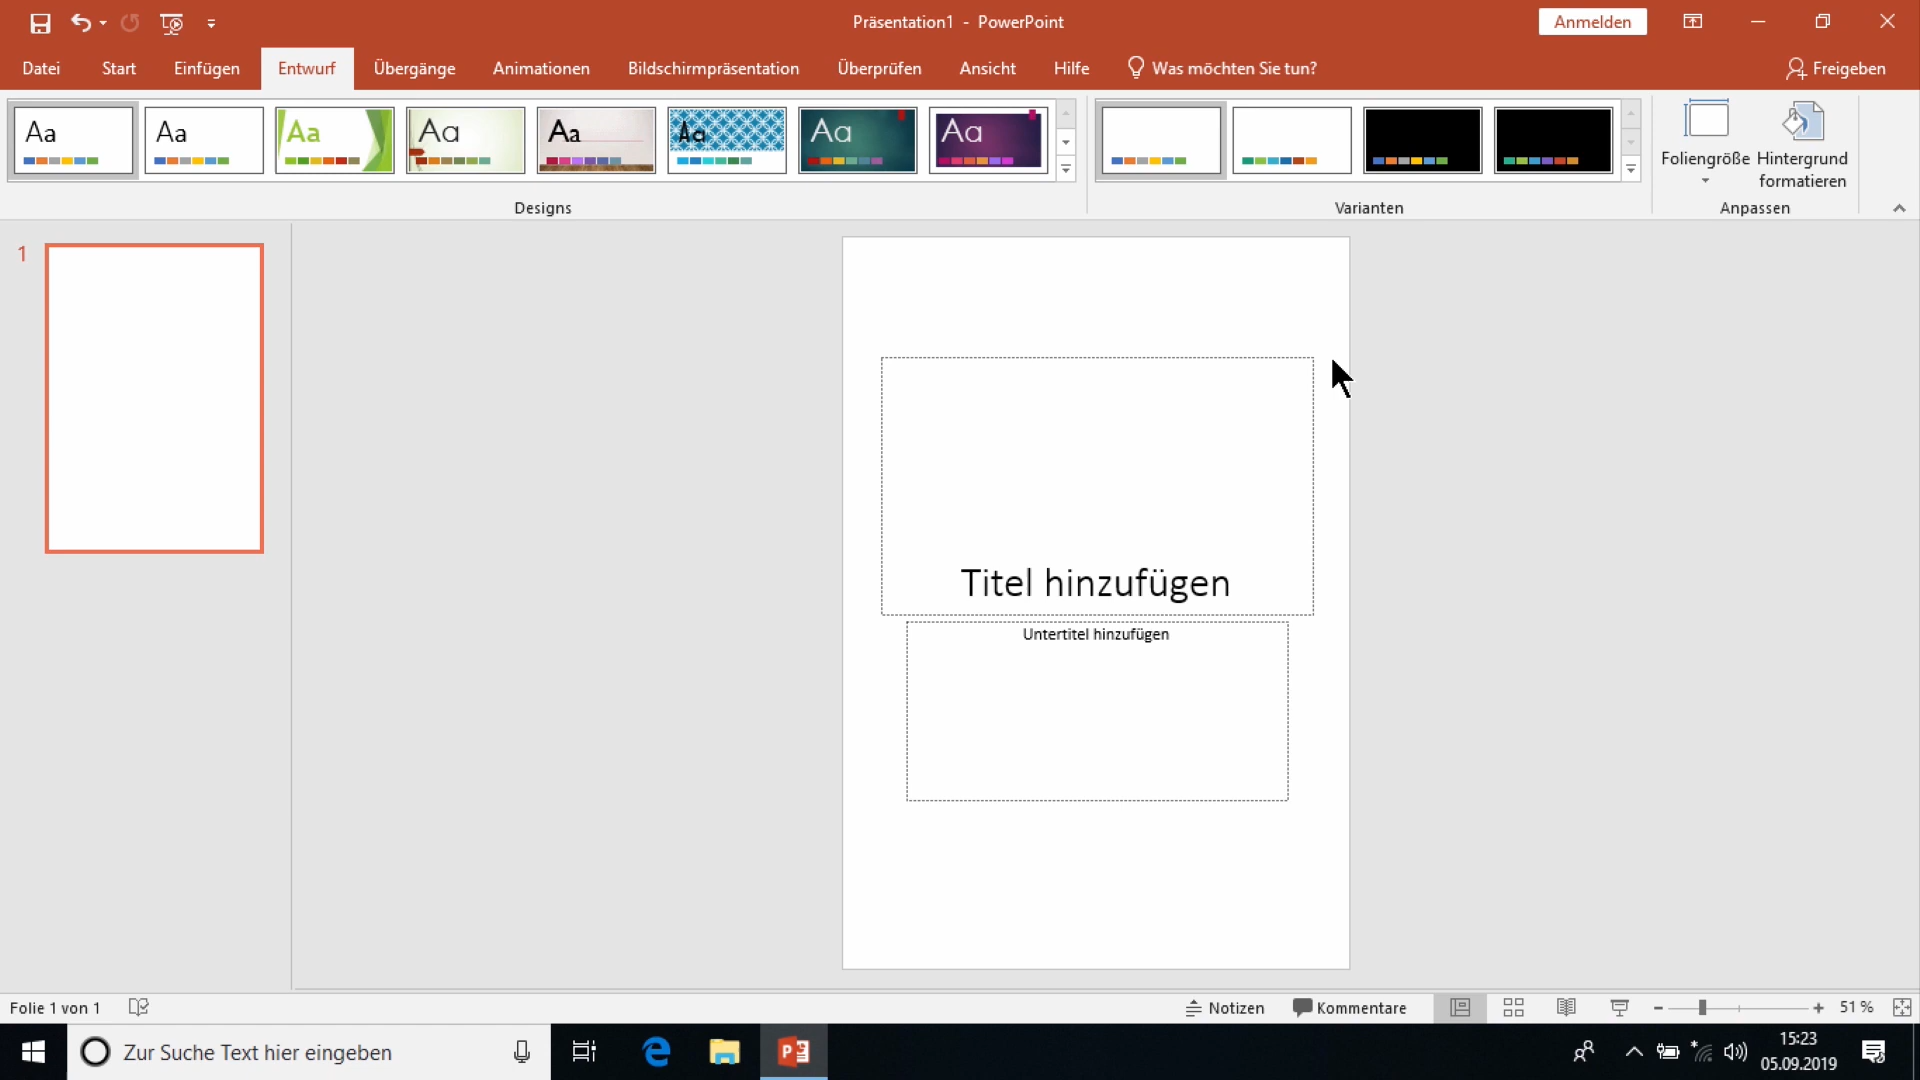 Präsentation1 - PowerPoint
Anmelden
Datei Start Einfügen Entwurf Übergänge Animationen Bildschirmpräsentation Überprüfen Ansicht Hilfe Was möchten Sie tun? Freigeben
Aa Aa Aa Aa Aa Aa Aa Aa
Foliengröße Hintergrund formatieren
Designs Varianten Anpassen
1
Titel hinzufügen
Untertitel hinzufügen
Folie 1 von 1 Notizen Kommentare 51 %
Zur Suche Text hier eingeben
15:23
05.09.2019